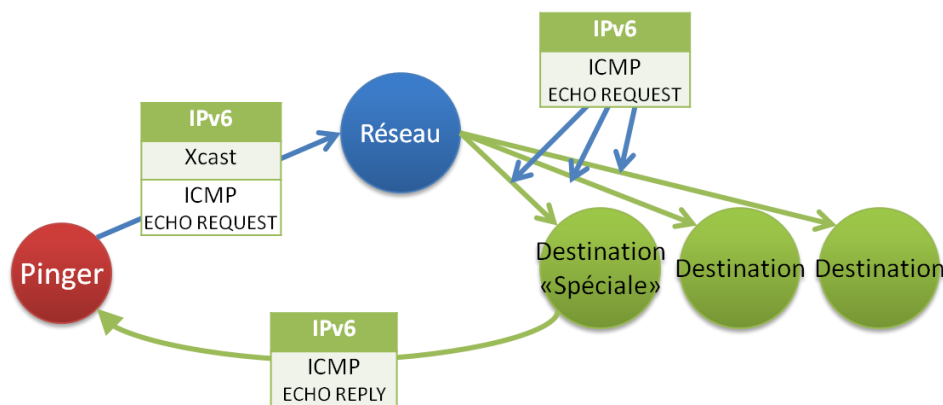 IPv6
ICMP
ECHO REQUEST
IPv6
Xcast
ICMP
ECHO REQUEST
Réseau
Pinger
Destination
«Spéciale»
Destination
Destination
IPv6
ICMP
ECHO REPLY